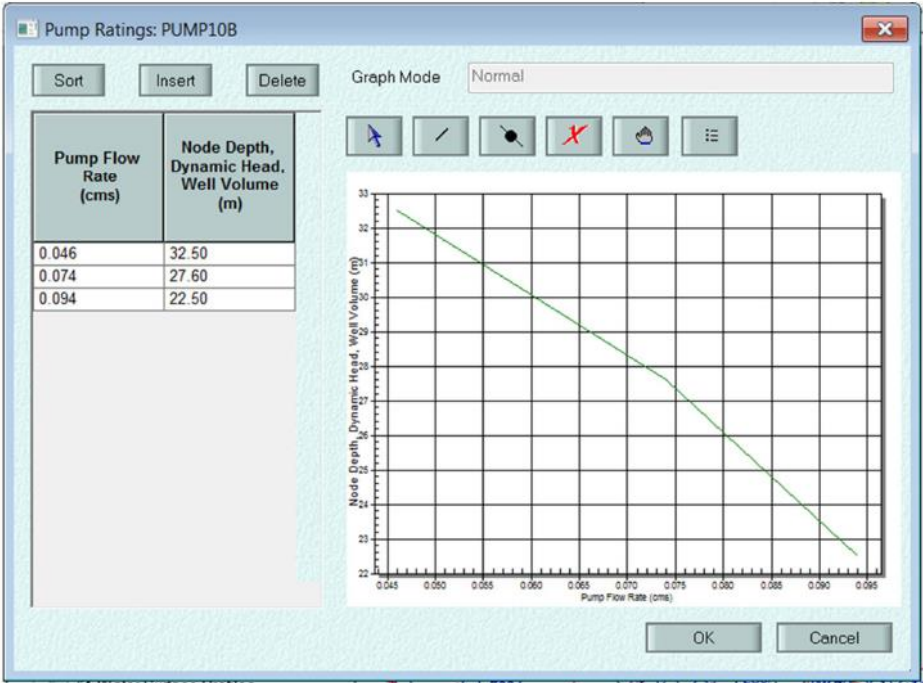 Pump Ratings: PUMP10B
Sort Insert Delete
Graph Mode Normal
Pump Flow
Rate
(cms)
Node Depth,
Dynamic Head,
Well Volume
(m)
0.046 32.50
0.074 27.60
0.094 22.50
Node Depth, Dynamic Head, Well Volume (m)
33
32
31
30
29
28
27
26
25
24
23
22
0.045 0.050 0.055 0.060 0.065 0.070 0.075 0.080 0.085 0.090 0.095
Pump Flow Rate (cms)
OK Cancel